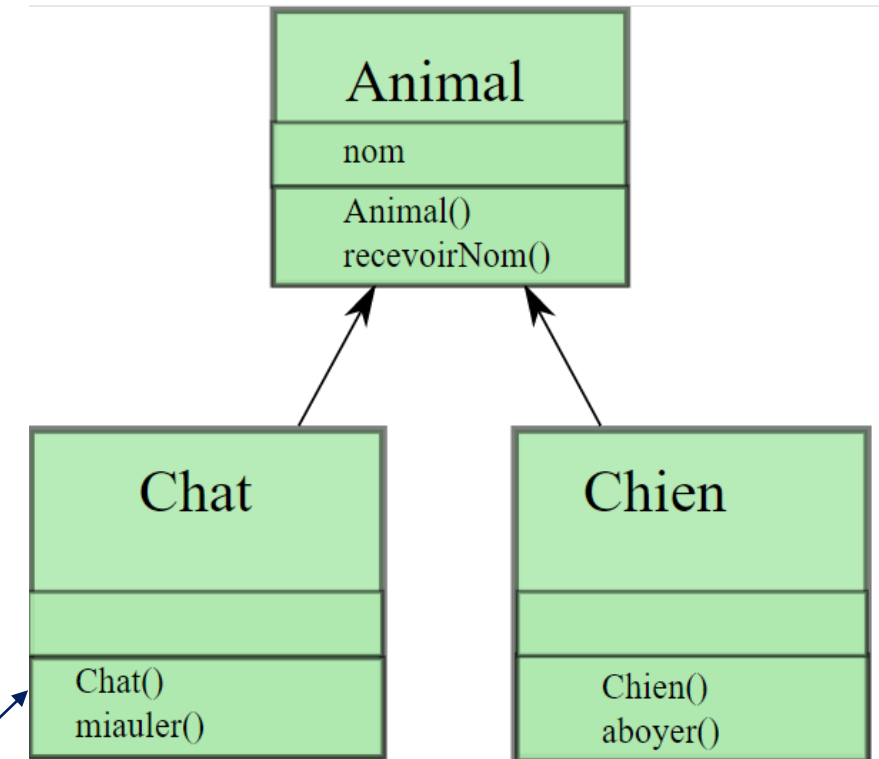 Animal
nom
Animal()
recevoirNom()
Chat
Chat()
miauler()
Chien
Chien()
aboyer()